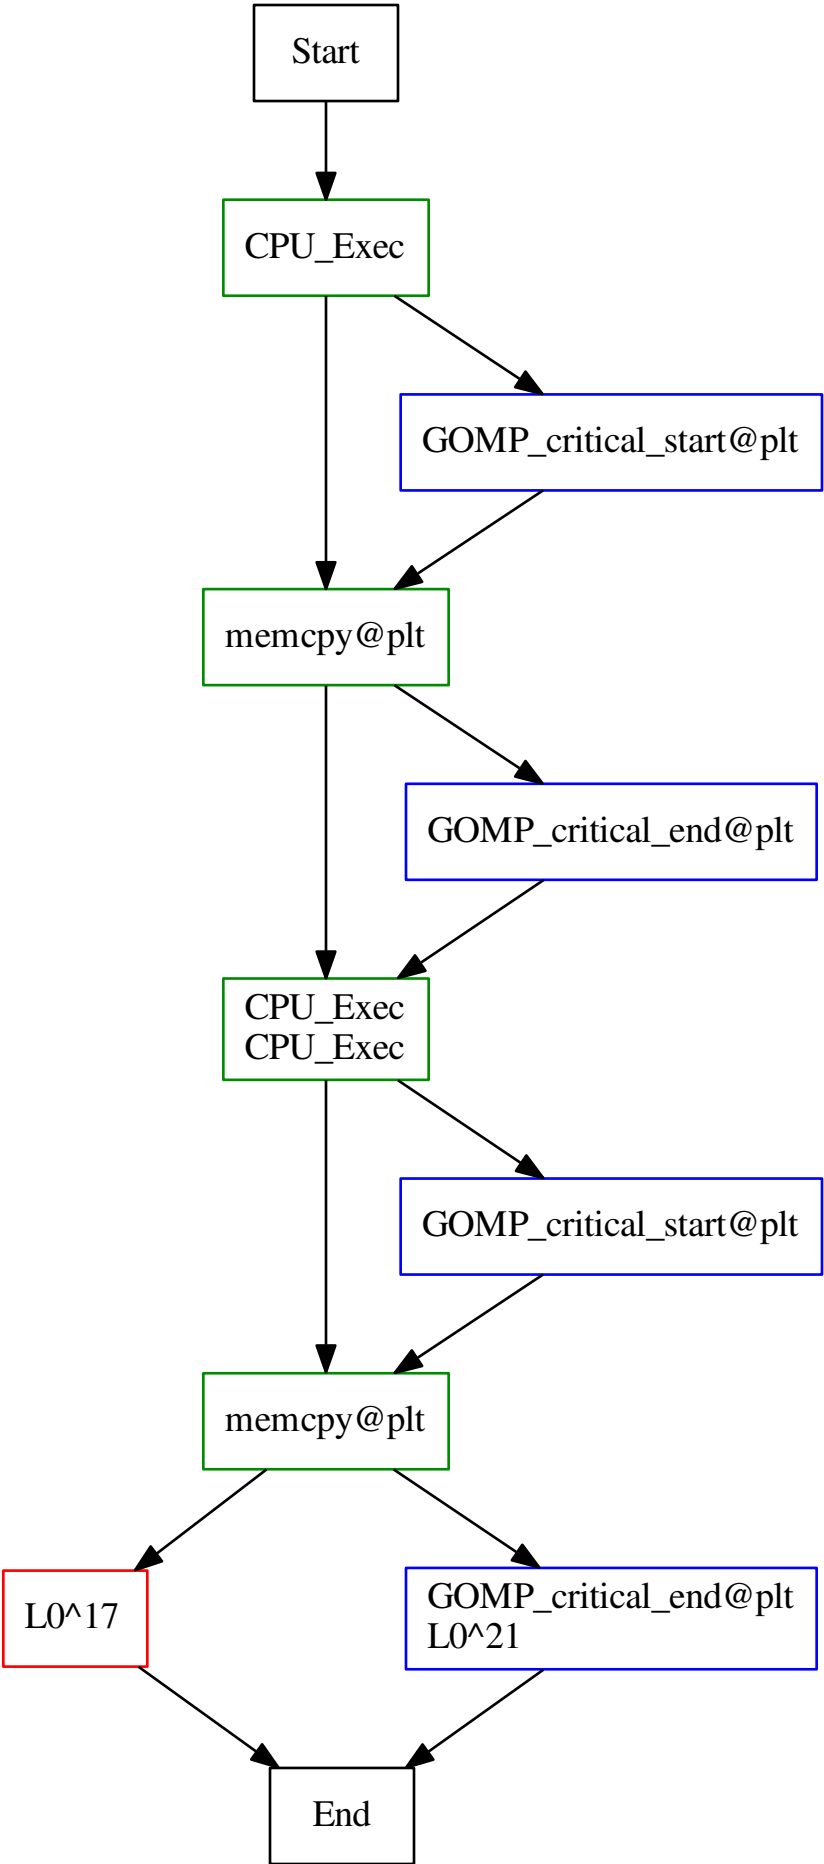 Start
CPU_Exec
GOMP_critical_start@plt
memcpy@plt
GOMP_critical_end@plt
CPU_Exec
CPU_Exec
GOMP_critical_start@plt
memcpy@plt
L0^17
GOMP_critical_end@plt
L0^21
End